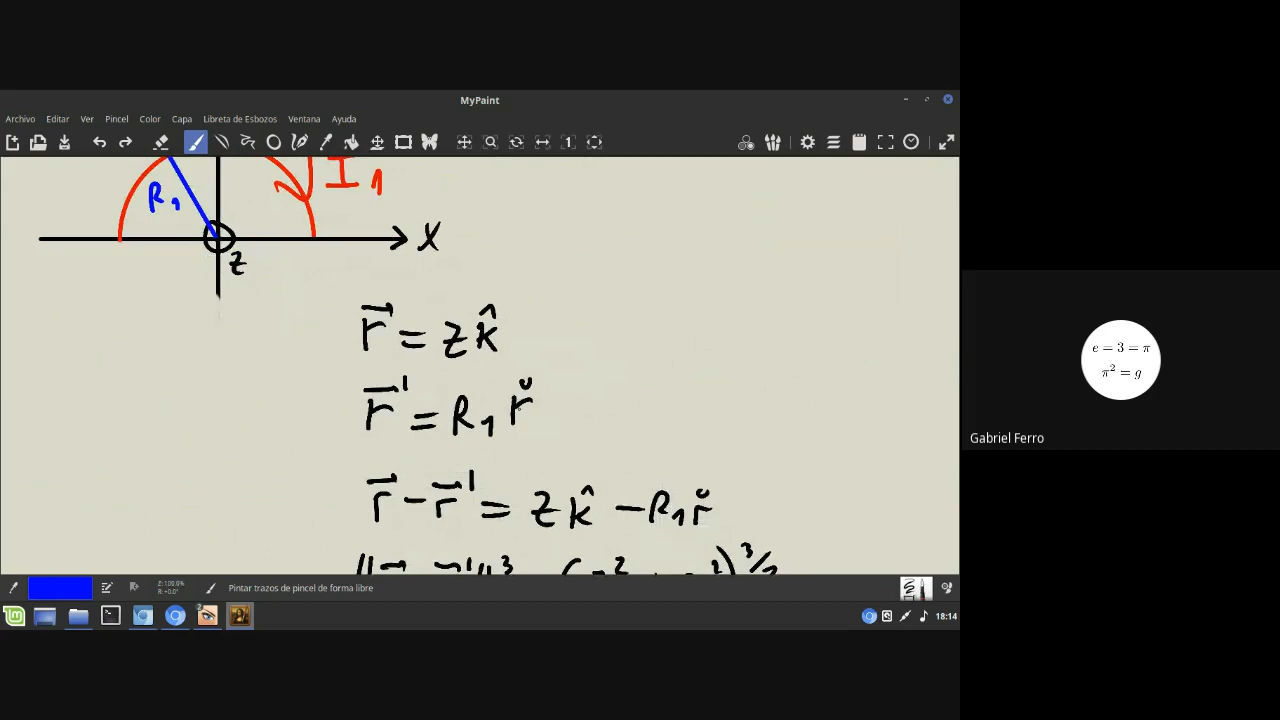 MyPaint
Archivo Editar Ver Pincel Color Capa Libreta de Esbozos Ventana Ayuda
1
R₁
I₁
X
z
r⃗ = z k̂
r⃗' = R₁ r̆
r⃗ - r⃗' = z k̂ - R₁ r̆
e = 3 = π
π² = g
Gabriel Ferro
Pintar trazos de pincel de forma libre
18:14